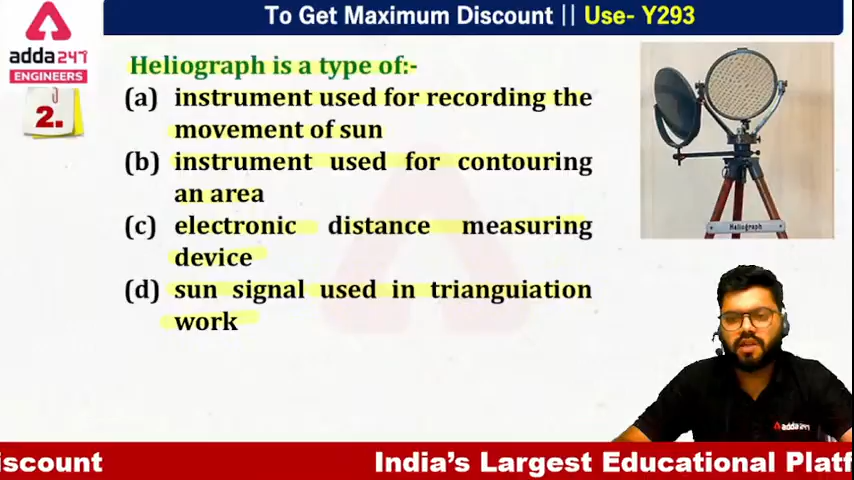 To Get Maximum Discount || Use- Y293
adda247
ENGINEERS
2.
Heliograph is a type of:-
(a) instrument used for recording the
movement of sun
(b) instrument used for contouring
an area
(c) electronic distance measuring
device
(d) sun signal used in trianguiation
work
Heliograph
adda247
iscount India's Largest Educational Platf